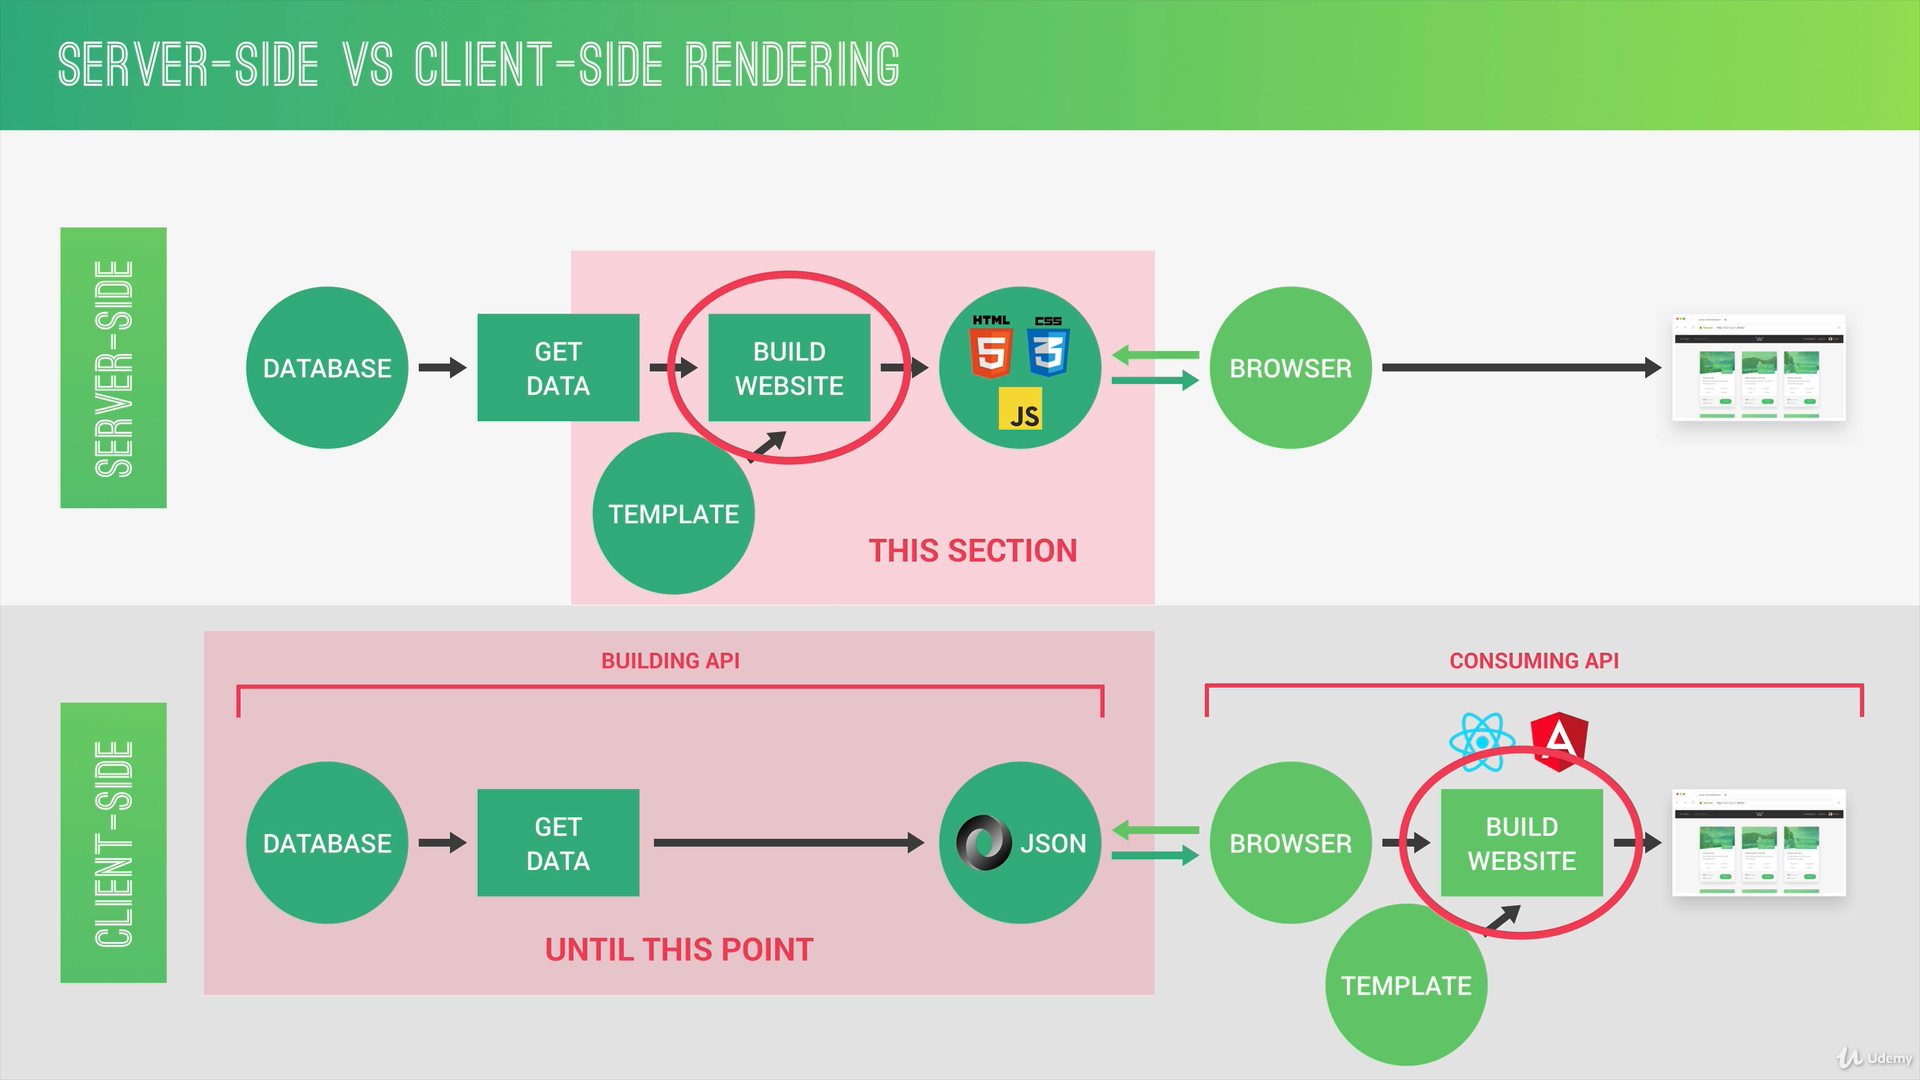 SERVER-SIDE VS CLIENT-SIDE RENDERING
SERVER-SIDE
DATABASE
GET
DATA
BUILD
WEBSITE
TEMPLATE
HTML
5
CSS
3
JS
BROWSER
THIS SECTION
CLIENT-SIDE
BUILDING API
CONSUMING API
DATABASE
GET
DATA
JSON
BROWSER
A
BUILD
WEBSITE
TEMPLATE
UNTIL THIS POINT
Udemy